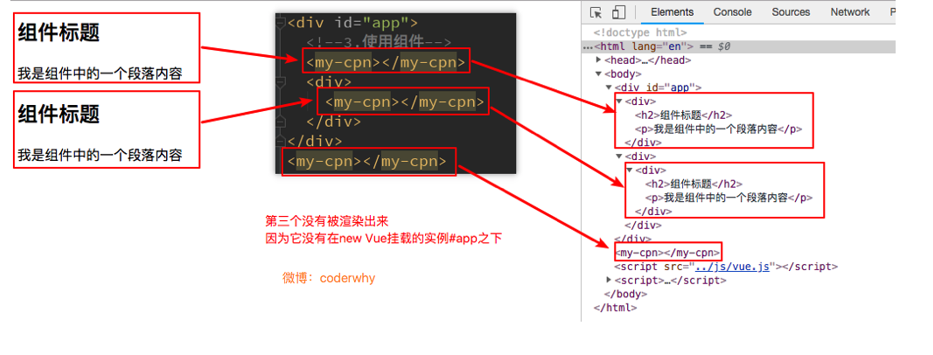 组件标题
我是组件中的一个段落内容
组件标题
我是组件中的一个段落内容
<div id="app">
<!--3.使用组件-->
<my-cpn></my-cpn>
<div>
<my-cpn></my-cpn>
</div>
</div>
<my-cpn></my-cpn>
第三个没有被渲染出来
因为它没有在new Vue挂载的实例#app之下
微博：coderwhy
Elements Console Sources Network
<!doctype html>
…<html lang="en"> == $0
<head>…</head>
<body>
<div id="app">
<div>
<h2>组件标题</h2>
<p>我是组件中的一个段落内容</p>
</div>
<div>
<div>
<h2>组件标题</h2>
<p>我是组件中的一个段落内容</p>
</div>
</div>
</div>
<my-cpn></my-cpn>
<script src="../js/vue.js"></script>
<script>…</script>
</body>
</html>